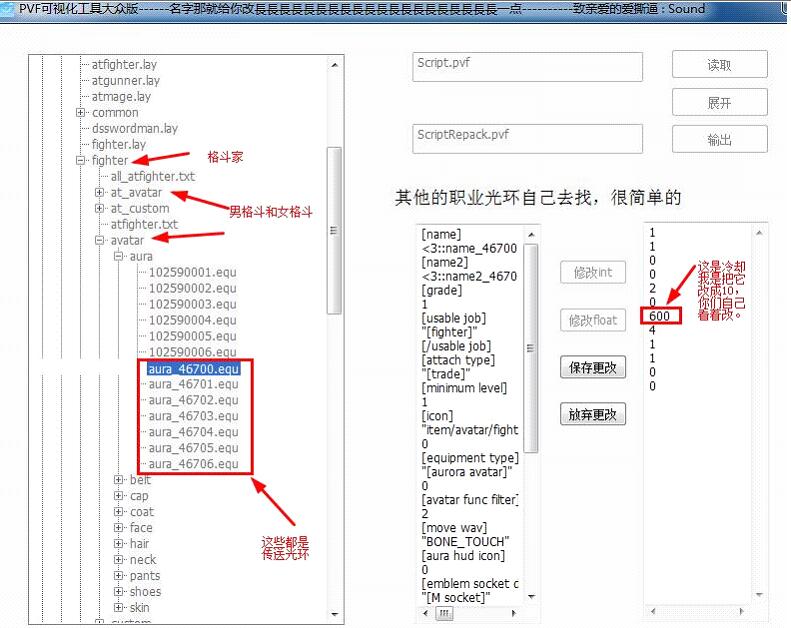 PVF可视化工具大众版------名字那就给你改長長長長長長長長長長長長長長長長長長長長一点----------致亲爱的爱撕逼 : Sound
atfighter.lay
atgunner.lay
atmage.lay
common
dsswordman.lay
fighter.lay
fighter
格斗家
all_atfighter.txt
at_avatar
男格斗和女格斗
at_custom
atfighter.txt
avatar
aura
102590001.equ
102590002.equ
102590003.equ
102590004.equ
102590005.equ
102590006.equ
aura_46700.equ
aura_46701.equ
aura_46702.equ
aura_46703.equ
aura_46704.equ
aura_46705.equ
aura_46706.equ
belt
cap
coat
face
hair
neck
pants
shoes
skin
custom
这些都是
传送光环
Script.pvf
读取
展开
ScriptRepack.pvf
输出
其他的职业光环自己去找，很简单的
[name]
<3::name_46700
[name2]
<3::name2_4670
[grade]
1
[usable job]
"[fighter]"
[/usable job]
[attach type]
"[trade]"
[minimum level]
1
[icon]
"item/avatar/fight
0
[equipment type]
"[aurora avatar]"
0
[avatar func filter]
2
[move wav]
"BONE_TOUCH"
[aura hud icon]
0
[emblem socket d
"[M socket]"
修改int
修改float
保存更改
放弃更改
1
1
0
0
2
0
600
4
1
1
0
0
这是冷却
我是把它
改成10，
你们自己
看着改。